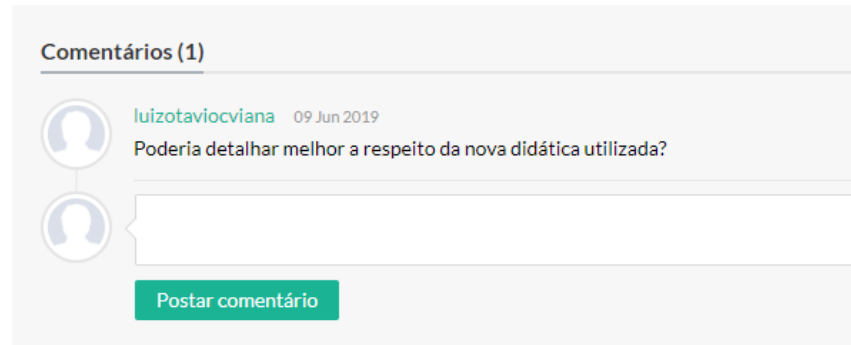 Comentários (1)
luizotaviocviana 09 Jun 2019
Poderia detalhar melhor a respeito da nova didática utilizada?
Postar comentário